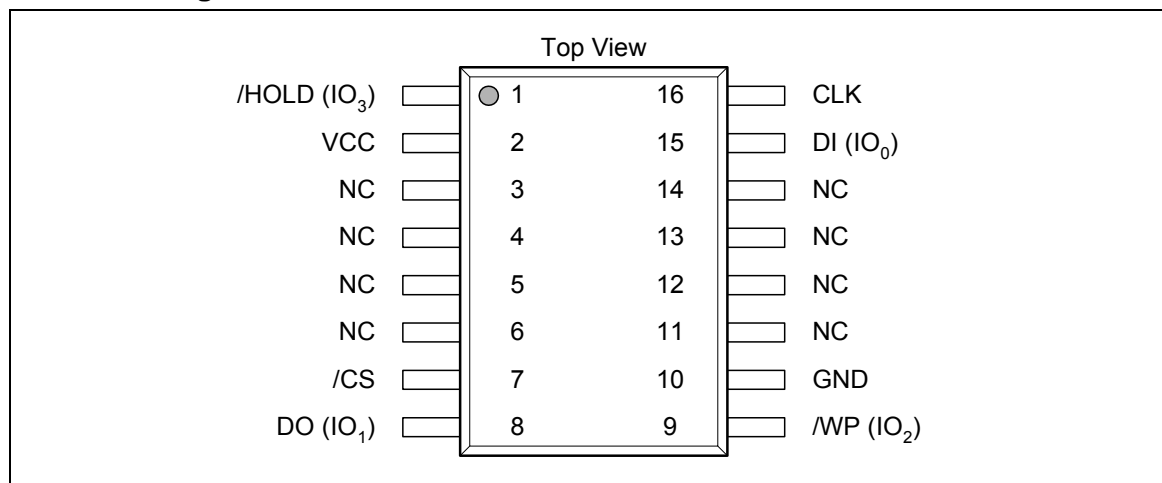 Top View
/HOLD (IO₃) 1 16 CLK
VCC 2 15 DI (IO₀)
NC 3 14 NC
NC 4 13 NC
NC 5 12 NC
NC 6 11 NC
/CS 7 10 GND
DO (IO₁) 8 9 /WP (IO₂)